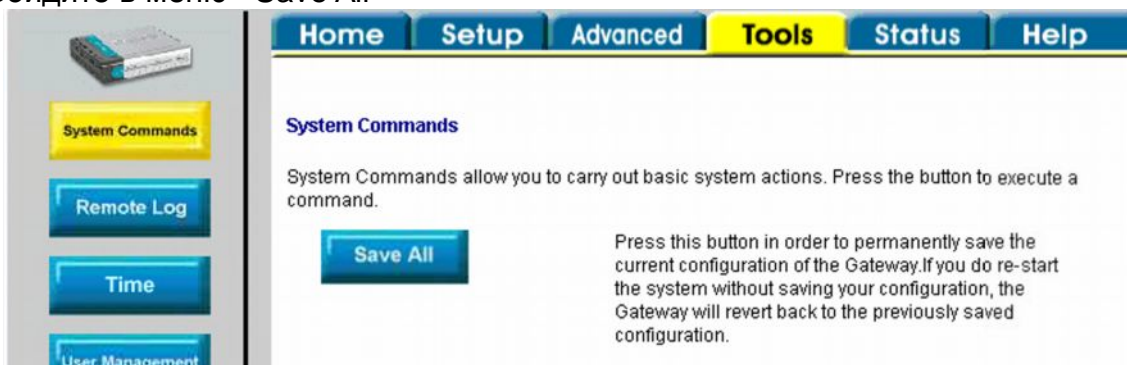 в меню "Save All"
Home Setup Advanced Tools Status Help
System Commands
Remote Log
Time
User Management
System Commands
System Commands allow you to carry out basic system actions. Press the button to execute a
command.
Save All
Press this button in order to permanently save the
current configuration of the Gateway.If you do re-start
the system without saving your configuration, the
Gateway will revert back to the previously saved
configuration.